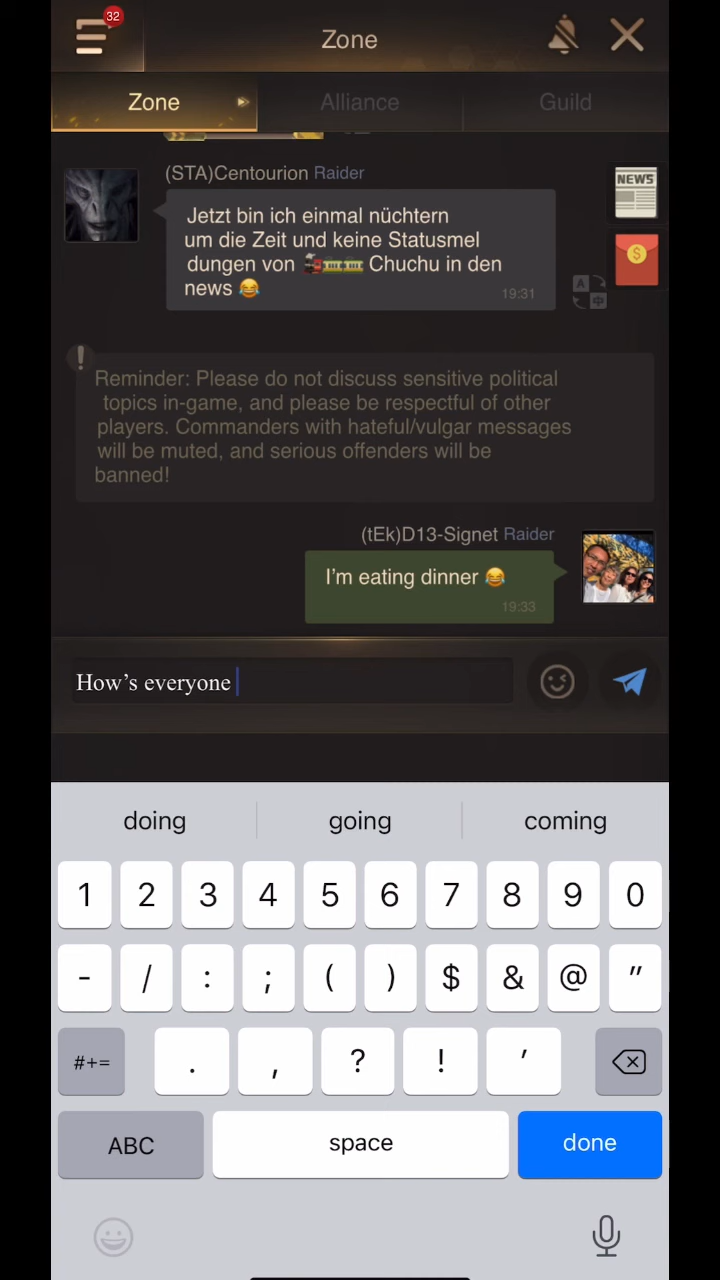 32
Zone
Zone
Alliance
Guild
(STA)Centourion Raider
NEWS
Jetzt bin ich einmal nüchtern
um die Zeit und keine Statusmel
dungen von 🚂🚃🚃 Chuchu in den
news 😂
19:31
A
中
$
!
Reminder: Please do not discuss sensitive political
topics in-game, and please be respectful of other
players. Commanders with hateful/vulgar messages
will be muted, and serious offenders will be
banned!
(tEk)D13-Signet Raider
I'm eating dinner 😂
19:33
How's everyone
doing going coming
1 2 3 4 5 6 7 8 9 0
- / : ; ( ) $ & @ "
#+= . , ? ! '
ABC space done